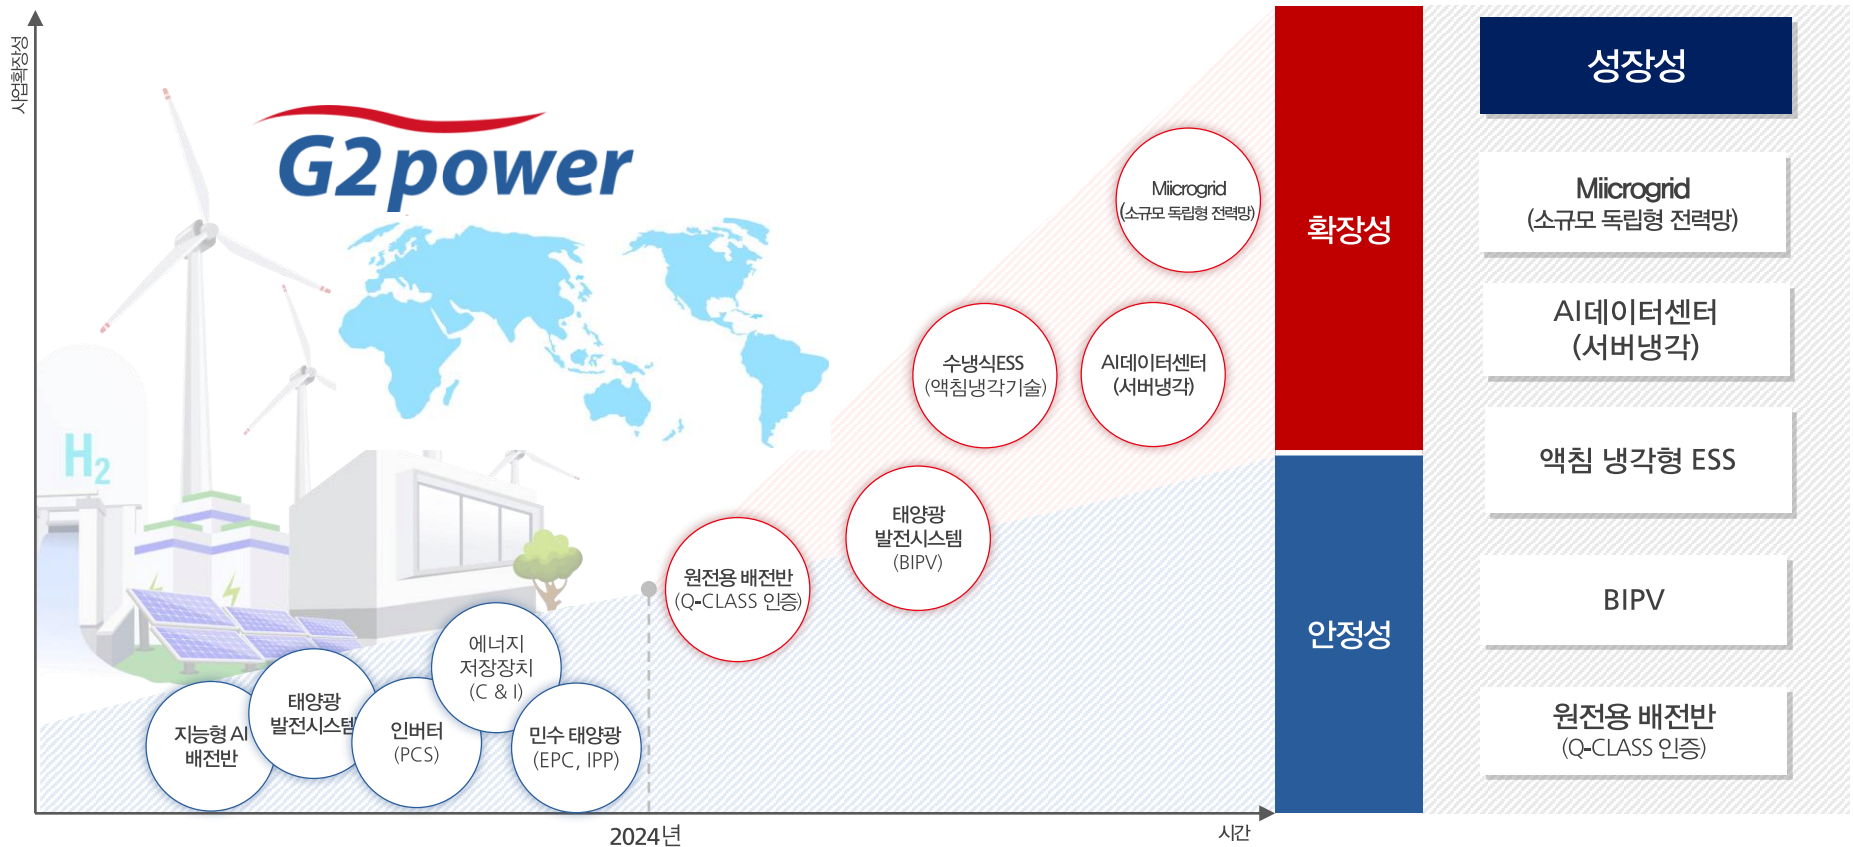 사업확장성
G2power
H2
지능형 AI
배전반
태양광
발전시스템
인버터
(PCS)
에너지
저장장치
(C & I)
민수 태양광
(EPC, IPP)
2024년
시간
원전용 배전반
(Q-CLASS 인증)
태양광
발전시스템
(BIPV)
수냉식ESS
(액침냉각기술)
AI데이터센터
(서버냉각)
Miicrogrid
(소규모 독립형 전력망)
확장성
안정성
성장성
Miicrogrid
(소규모 독립형 전력망)
AI데이터센터
(서버냉각)
액침 냉각형 ESS
BIPV
원전용 배전반
(Q-CLASS 인증)